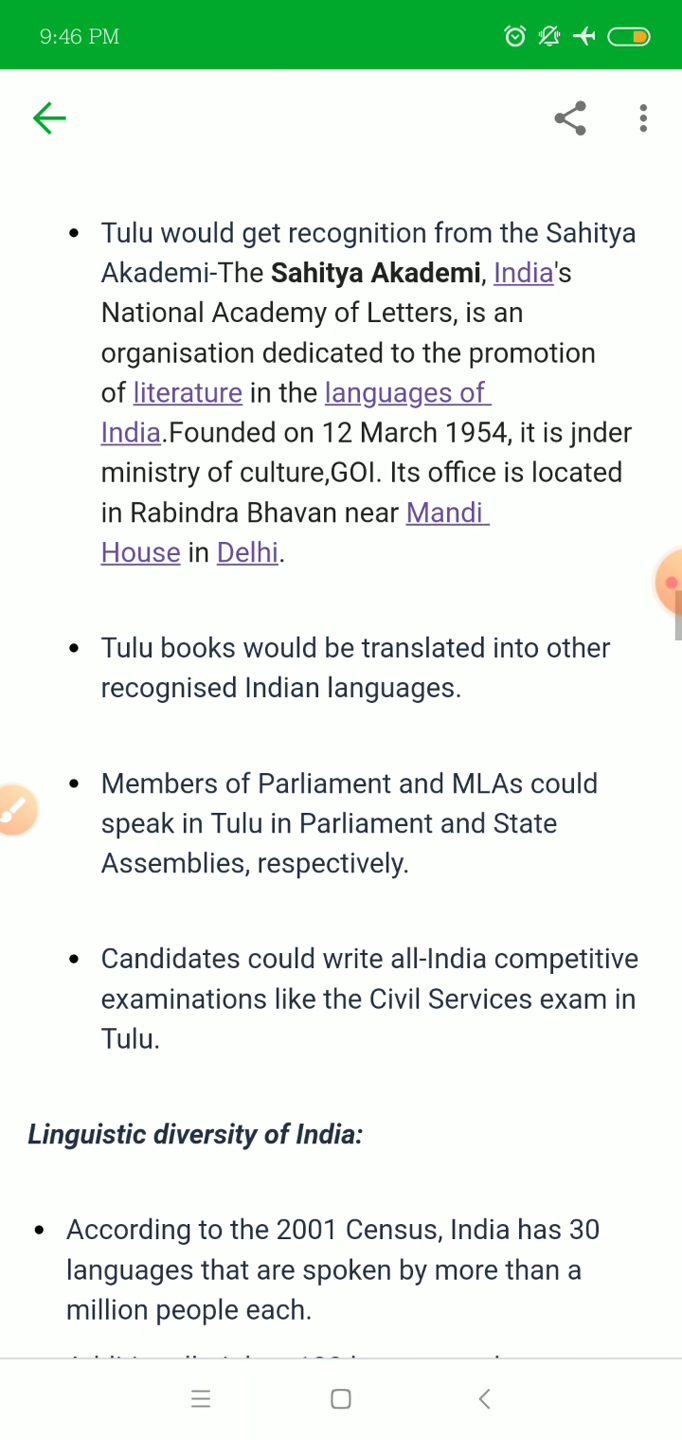 9:46 PM
Tulu would get recognition from the Sahitya
Akademi-The Sahitya Akademi, India's
National Academy of Letters, is an
organisation dedicated to the promotion
of literature in the languages of
India.Founded on 12 March 1954, it is jnder
ministry of culture,GOI. Its office is located
in Rabindra Bhavan near Mandi
House in Delhi.
Tulu books would be translated into other
recognised Indian languages.
Members of Parliament and MLAs could
speak in Tulu in Parliament and State
Assemblies, respectively.
Candidates could write all-India competitive
examinations like the Civil Services exam in
Tulu.
Linguistic diversity of India:
According to the 2001 Census, India has 30
languages that are spoken by more than a
million people each.